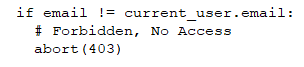 if email != current_user.email:
  # Forbidden, No Access
  abort(403)